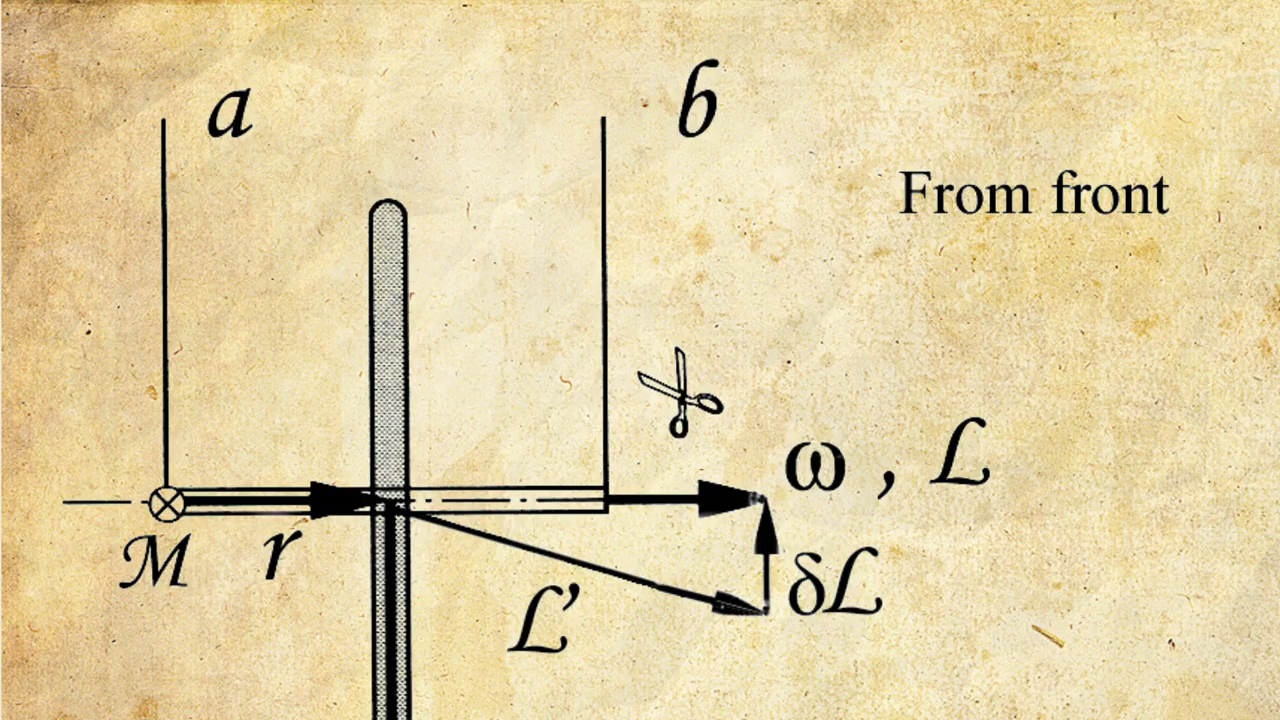 a
b
From front
ω , ℒ
ℳ
r
δℒ
ℒ’